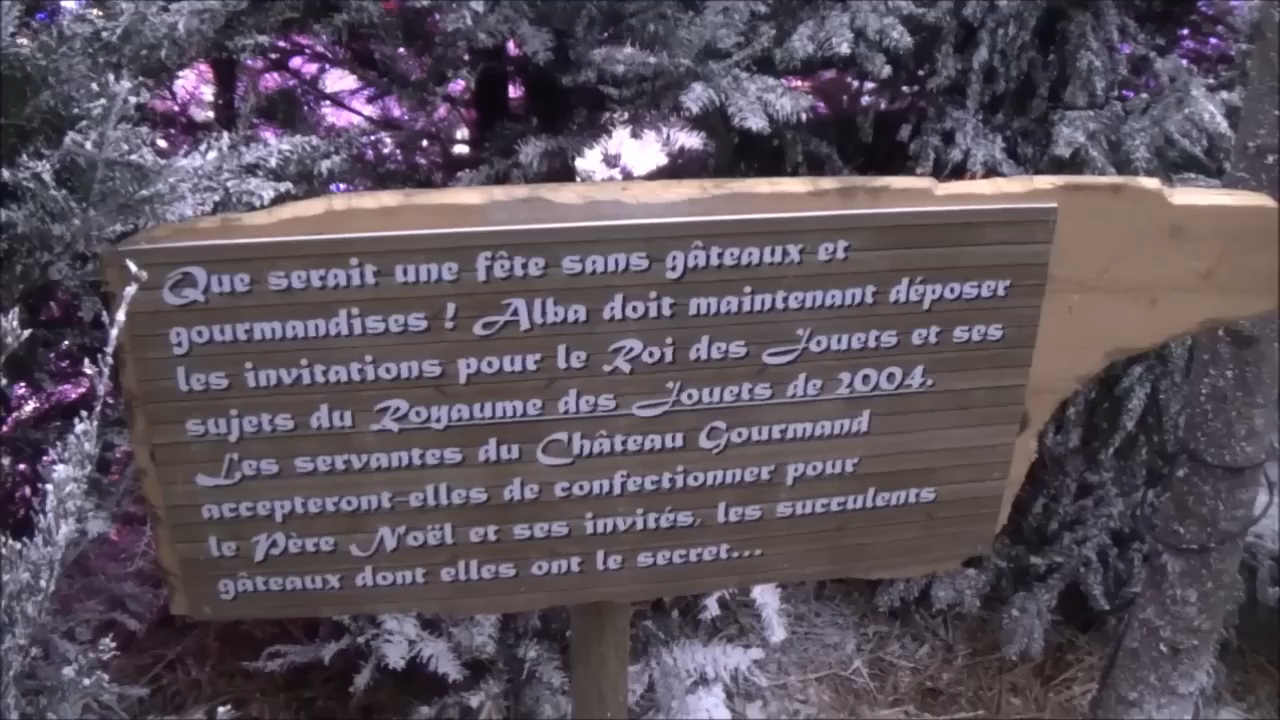 Que serait une fête sans gâteaux et
gourmandises ! Alba doit maintenant déposer
les invitations pour le Roi des Jouets et ses
sujets du Royaume des Jouets de 2004.
Les servantes du Château Gourmand
accepteront-elles de confectionner pour
le Père Noël et ses invités, les succulents
gâteaux dont elles ont le secret...